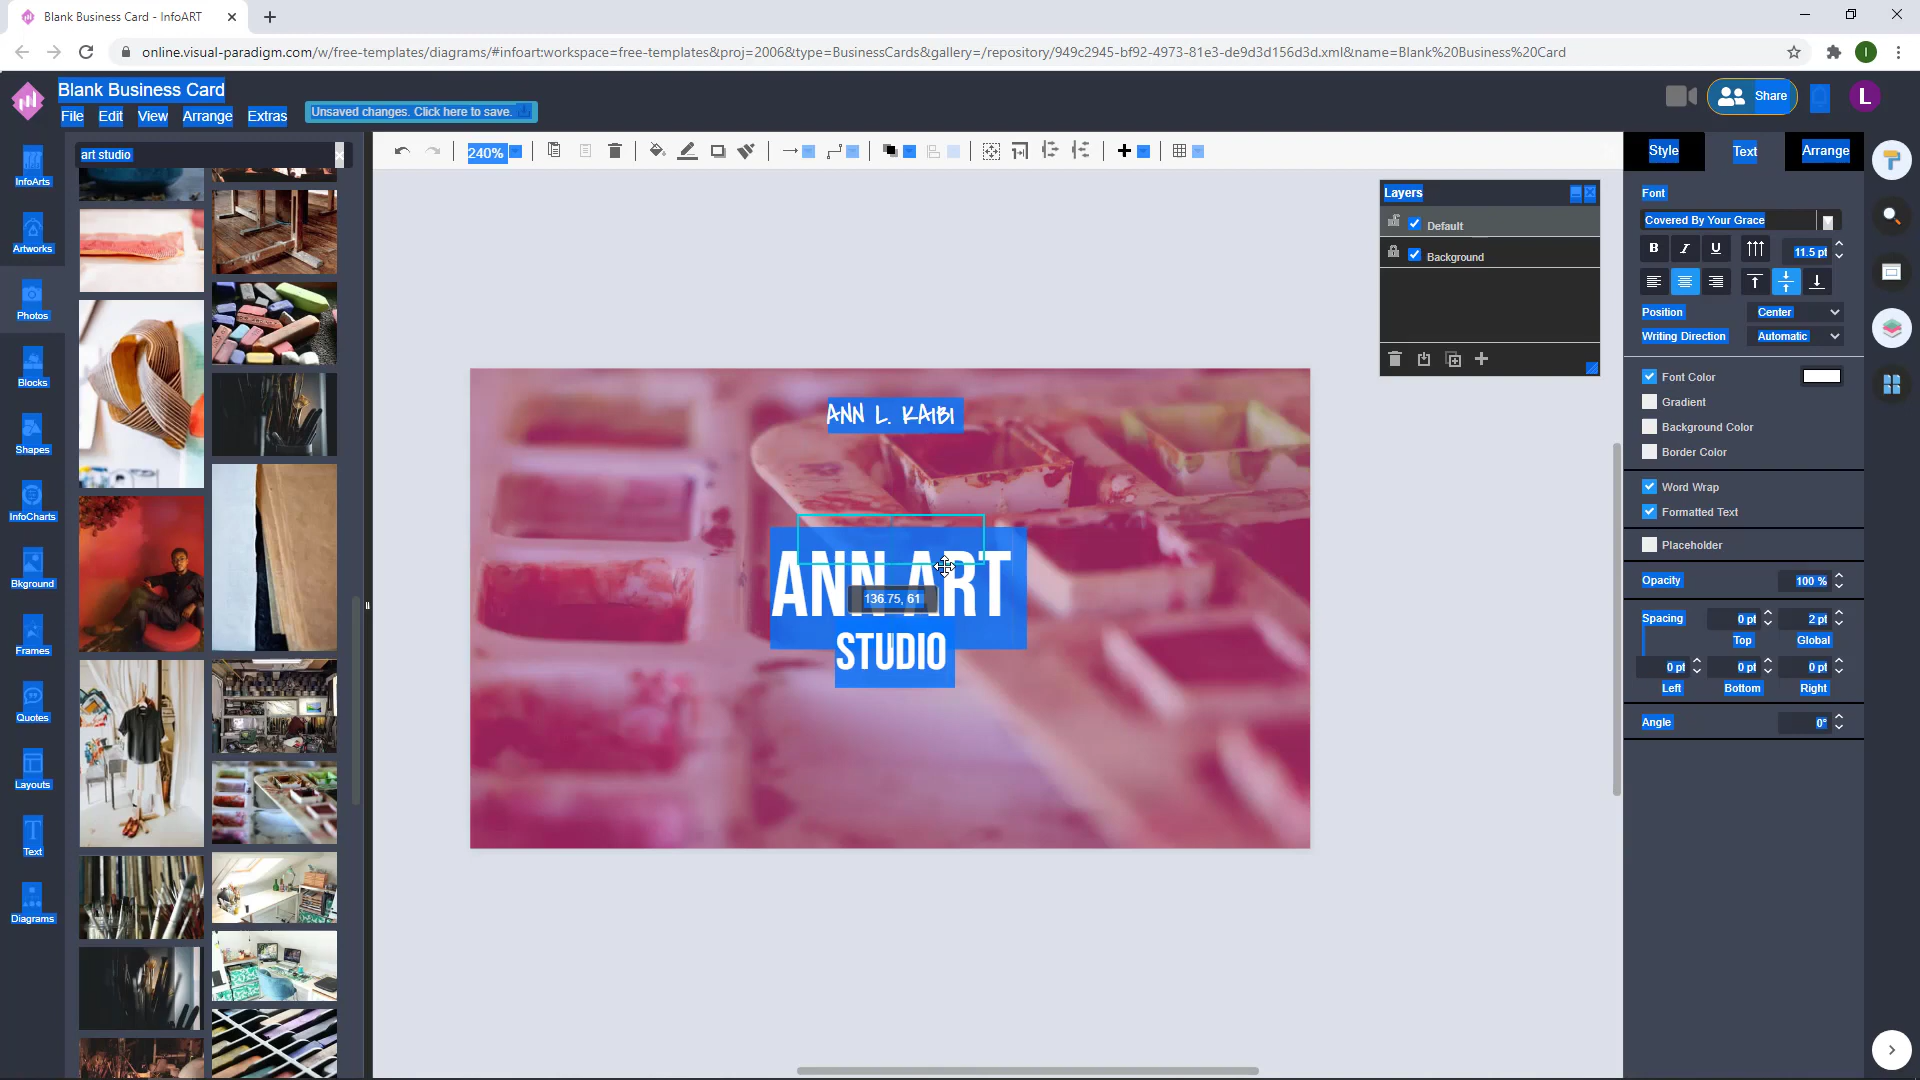 Blank Business Card - InfoART
online.visual-paradigm.com/w/free-templates/diagrams/#infoart:workspace=free-templates&proj=2006&type=BusinessCards&gallery=/repository/949c2945-bf92-4973-81e3-de9d3d156d3d.xml&name=Blank%20Business%20Card
I
Blank Business Card
File Edit View Arrange Extras
Unsaved changes. Click here to save.
Share
L
art studio
240%
Style Text Arrange
InfoArts
Artworks
Photos
Blocks
Shapes
InfoCharts
Bkground
Frames
Quotes
Layouts
Text
Diagrams
Layers
Default
Background
ANN L. KAIBI
ANN ART
136.75, 61
STUDIO
Font
Covered By Your Grace
B I U 11.5 pt
Position Center
Writing Direction Automatic
Font Color
Gradient
Background Color
Border Color
Word Wrap
Formatted Text
Placeholder
Opacity 100 %
Spacing 0 pt 2 pt
Top Global
0 pt 0 pt 0 pt
Left Bottom Right
Angle 0°